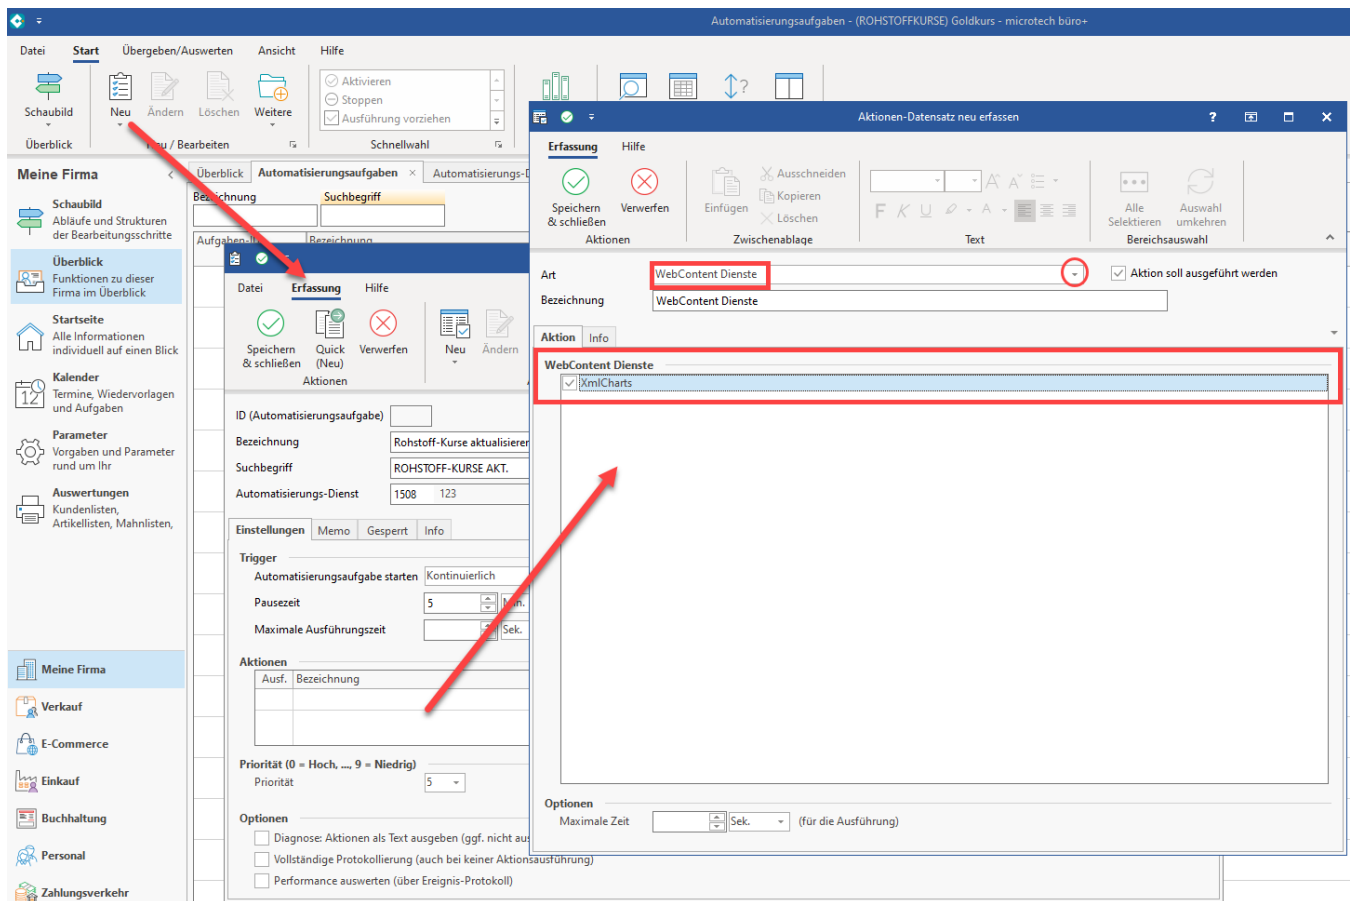 Automatisierungsaufgaben - (ROHSTOFFKURSE) Goldkurs - microtech büro+
Datei Start Übergeben/Auswerten Ansicht Hilfe
Schaubild
Überblick
Neu Ändern Löschen Weitere
Neu / Bearbeiten
Aktivieren
Stoppen
Ausführung vorziehen
Schnellwahl
Meine Firma
Schaubild
Abläufe und Strukturen
der Bearbeitungsschritte
Überblick
Funktionen zu dieser
Firma im Überblick
Startseite
Alle Informationen
individuell auf einen Blick
Kalender
12
Termine, Wiedervorlagen
und Aufgaben
Parameter
Vorgaben und Parameter
rund um Ihr
Auswertungen
Kundenlisten,
Artikellisten, Mahnlisten,
Meine Firma
Verkauf
E-Commerce
Einkauf
Buchhaltung
Personal
Zahlungsverkehr
Überblick Automatisierungsaufgaben × Automatisierungs-D
Bezeichnung Suchbegriff
Bezeichnung
Datei Erfassung Hilfe
Speichern
& schließen
Quick
(Neu)
Verwerfen
Neu Ändern
Aktionen
ID (Automatisierungsaufgabe)
Bezeichnung Rohstoff-Kurse aktualisieren
Suchbegriff ROHSTOFF-KURSE AKT.
Automatisierungs-Dienst 1508 123
Einstellungen Memo Gesperrt Info
Trigger
Automatisierungsaufgabe starten Kontinuierlich
Pausezeit 5 Min.
Maximale Ausführungszeit Sek.
Aktionen
Ausf. Bezeichnung
Priorität (0 = Hoch, ..., 9 = Niedrig)
Priorität 5
Optionen
Diagnose: Aktionen als Text ausgeben (ggf. nicht aus
Vollständige Protokollierung (auch bei keiner Aktionsausführung)
Performance auswerten (über Ereignis-Protokoll)
Aktionen-Datensatz neu erfassen
Erfassung Hilfe
Speichern
& schließen
Verwerfen
Aktionen
Einfügen
Ausschneiden
Kopieren
Löschen
Zwischenablage
F K U
Text
Alle
Selektieren
Auswahl
umkehren
Bereichsauswahl
Art WebContent Dienste Aktion soll ausgeführt werden
Bezeichnung WebContent Dienste
Aktion Info
WebContent Dienste
XmlCharts
Optionen
Maximale Zeit Sek. (für die Ausführung)